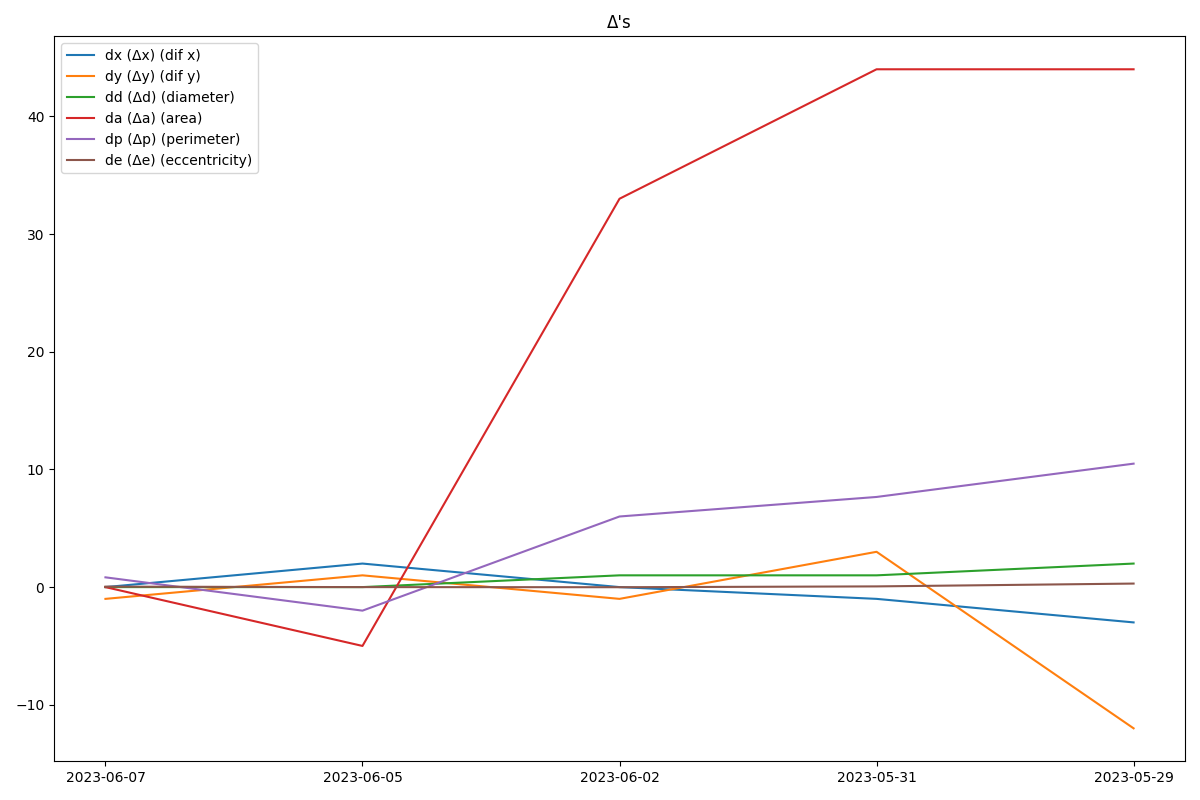 Δ's
dx (Δx) (dif x)
dy (Δy) (dif y)
dd (Δd) (diameter)
da (Δa) (area)
dp (Δp) (perimeter)
de (Δe) (eccentricity)
40
30
20
10
0
−10
2023-06-07 2023-06-05 2023-06-02 2023-05-31 2023-05-29